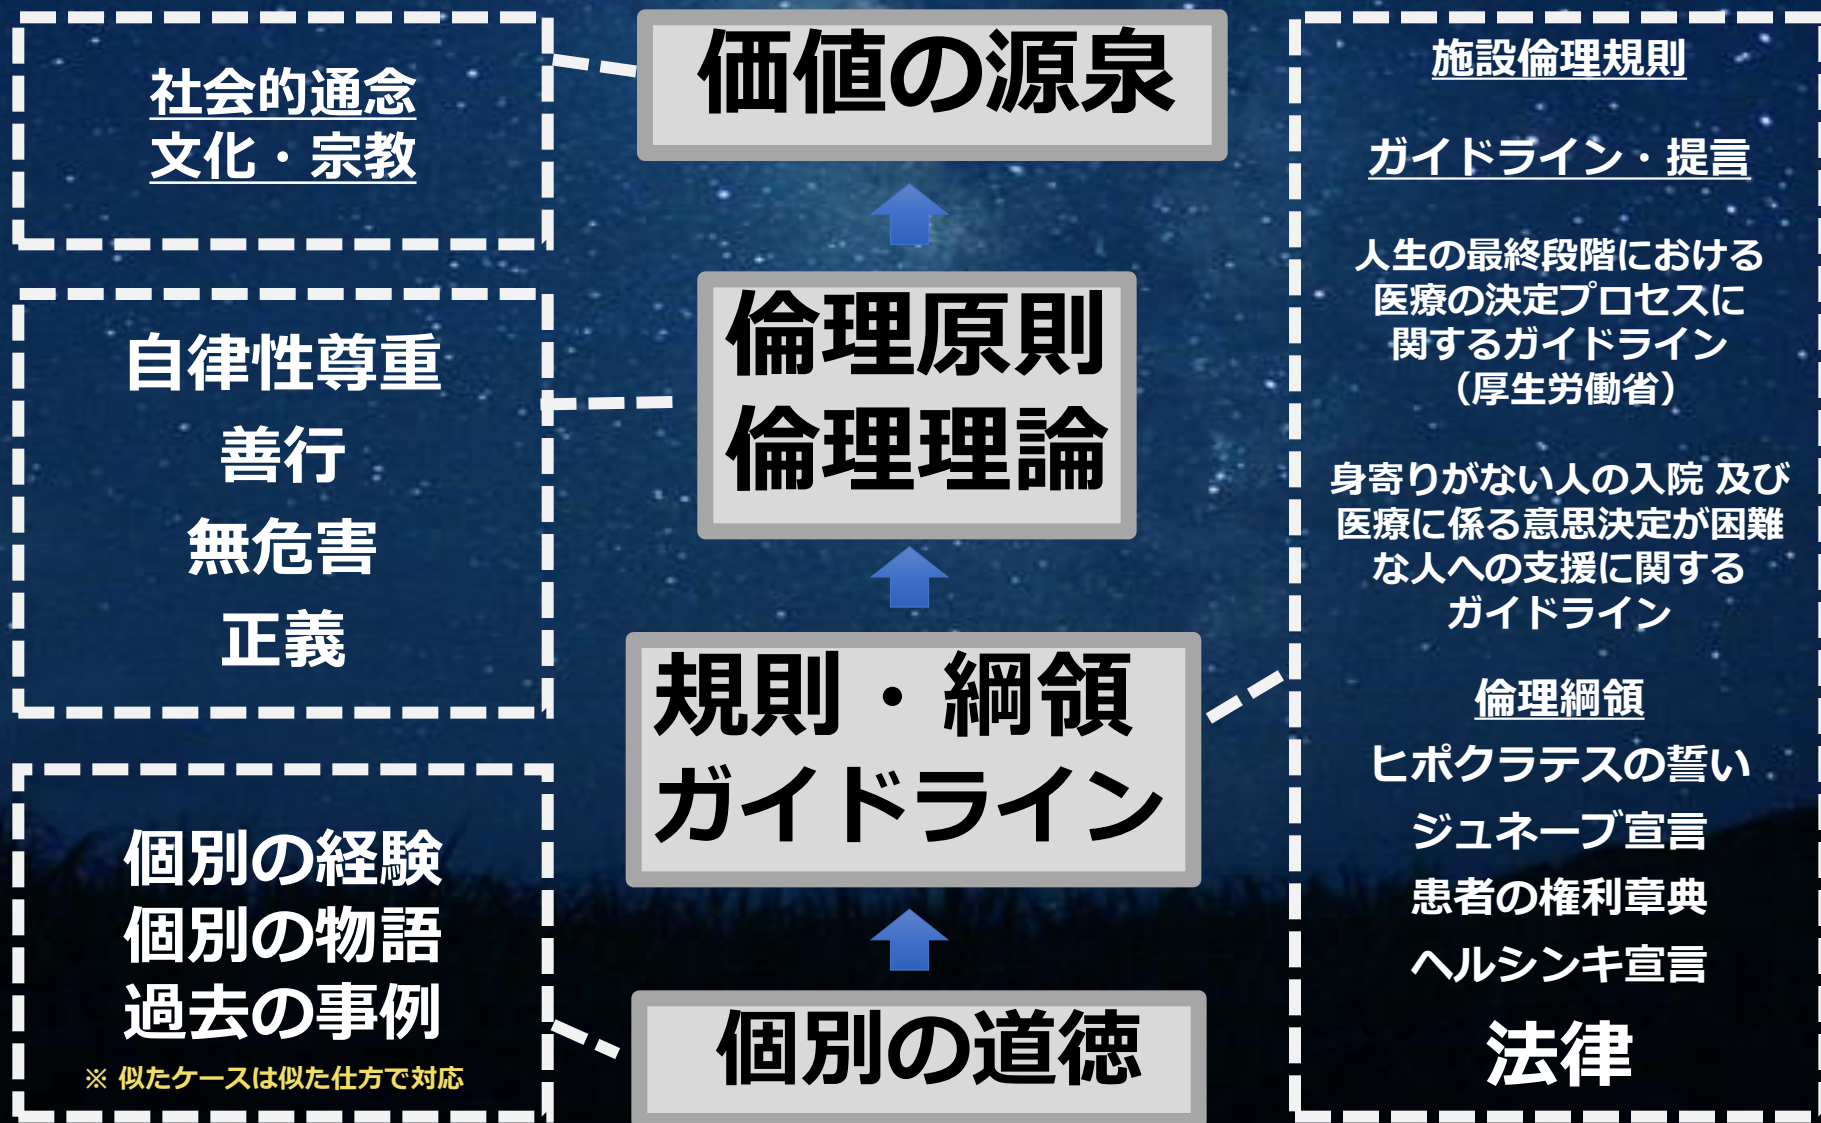 社会的通念
文化・宗教
自律性尊重
善行
無危害
正義
個別の経験
個別の物語
過去の事例
※ 似たケースは似た仕方で対応
価値の源泉
倫理原則
倫理理論
規則・綱領
ガイドライン
個別の道徳
施設倫理規則
ガイドライン・提言
人生の最終段階における
医療の決定プロセスに
関するガイドライン
（厚生労働省）
身寄りがない人の入院 及び
医療に係る意思決定が困難
な人への支援に関する
ガイドライン
倫理綱領
ヒポクラテスの誓い
ジュネーブ宣言
患者の権利章典
ヘルシンキ宣言
法律